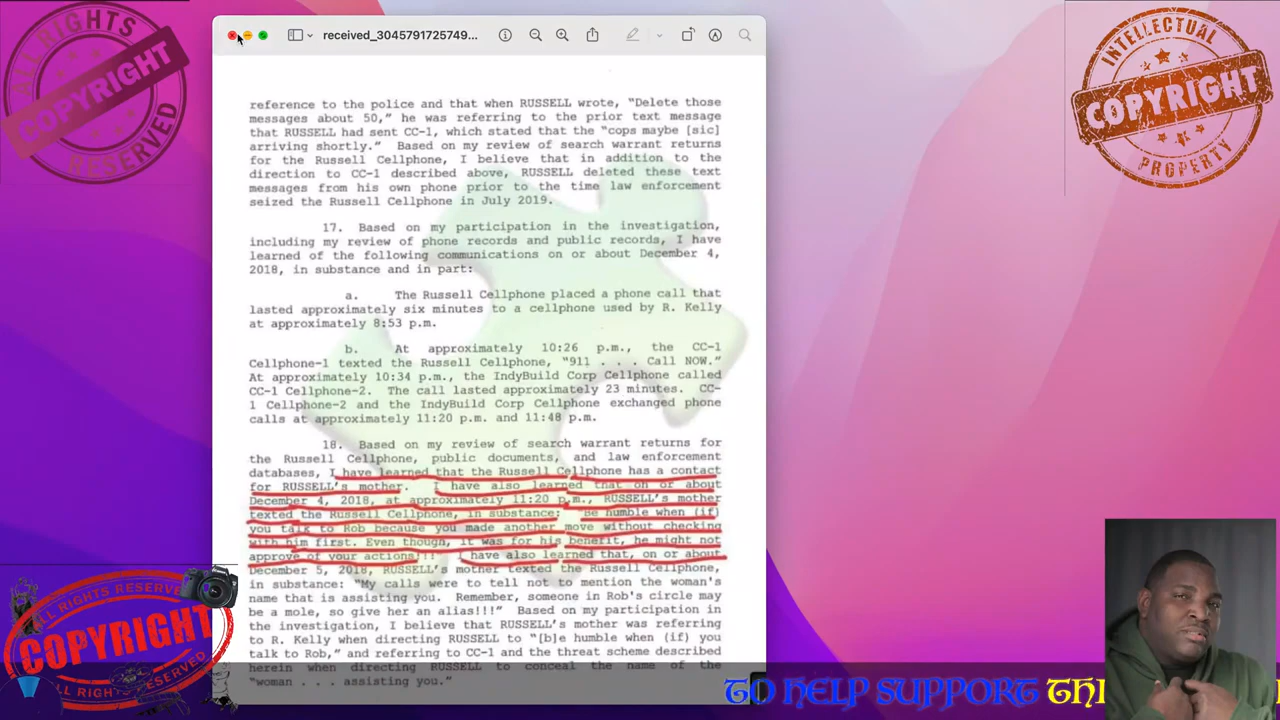 ALL RIGHTS
COPYRIGHT
RESERVED
received_3045791725749...
INTELLECTUAL
COPYRIGHT
PROPERTY
reference to the police and that when RUSSELL wrote, "Delete those
messages about 50," he was referring to the prior text message
that RUSSELL had sent CC-1, which stated that the "cops maybe [sic]
arriving shortly." Based on my review of search warrant returns
for the Russell Cellphone, I believe that in addition to the
direction to CC-1 described above, RUSSELL deleted these text
messages from his own phone prior to the time law enforcement
seized the Russell Cellphone in July 2019.
17. Based on my participation in the investigation,
including my review of phone records and public records, I have
learned of the following communications on or about December 4,
2018, in substance and in part:
a. The Russell Cellphone placed a phone call that
lasted approximately six minutes to a cellphone used by R. Kelly
at approximately 8:53 p.m.
b. At approximately 10:26 p.m., the CC-1
Cellphone-1 texted the Russell Cellphone, "911 . . . Call NOW."
At approximately 10:34 p.m., the IndyBuild Corp Cellphone called
CC-1 Cellphone-2. The call lasted approximately 23 minutes. CC-
1 Cellphone-2 and the IndyBuild Corp Cellphone exchanged phone
calls at approximately 11:20 p.m. and 11:48 p.m.
18. Based on my review of search warrant returns for
the Russell Cellphone, public documents, and law enforcement
databases, I have learned that the Russell Cellphone has a contact
for RUSSELL's mother. I have also learned that on or about
December 4, 2018, at approximately 11:20 p.m., RUSSELL's mother
texted the Russell Cellphone, in substance: "Be humble when (if)
you talk to Rob because you made another move without checking
with him first. Even though, it was for his benefit, he might not
approve of your actions!!!" I have also learned that, on or about
December 5, 2018, RUSSELL's mother texted the Russell Cellphone,
in substance: "My calls were to tell not to mention the woman's
name that is assisting you. Remember, someone in Rob's circle may
be a mole, so give her an alias!!!" Based on my participation in
the investigation, I believe that RUSSELL's mother was referring
to R. Kelly when directing RUSSELL to "[b]e humble when (if) you
talk to Rob," and referring to CC-1 and the threat scheme described
herein when directing RUSSELL to conceal the name of the
"woman . . . assisting you."
ALL RIGHTS RESERVED
COPYRIGHT
ALL RIGHTS RESERVED
TO HELP SUPPORT